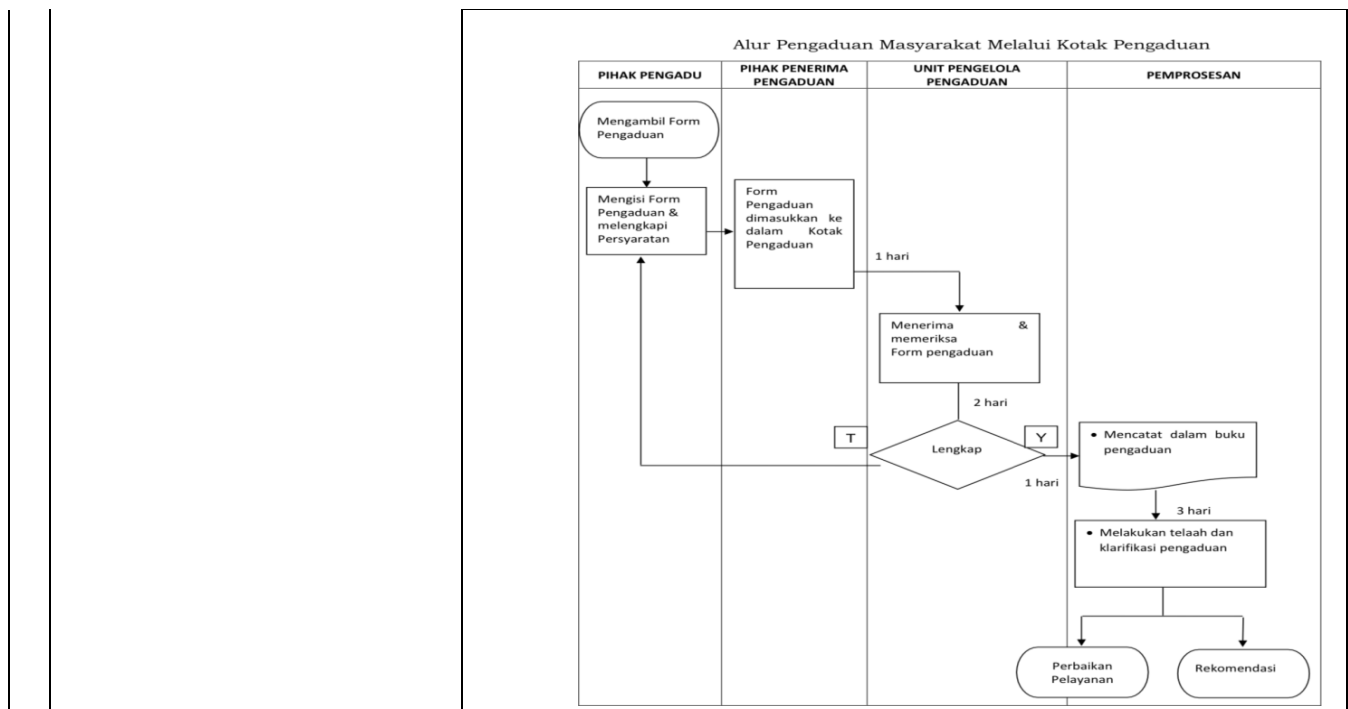 Alur Pengaduan Masyarakat Melalui Kotak Pengaduan
PIHAK PENGADU
PIHAK PENERIMA
PENGADUAN
UNIT PENGELOLA
PENGADUAN
PEMPROSESAN
Mengambil Form
Pengaduan
Mengisi Form
Pengaduan &
melengkapi
Persyaratan
Form
Pengaduan
dimasukkan ke
dalam Kotak
Pengaduan
1 hari
Menerima &
memeriksa
Form pengaduan
2 hari
T
Lengkap
Y
1 hari
• Mencatat dalam buku
pengaduan
3 hari
• Melakukan telaah dan
klarifikasi pengaduan
Perbaikan
Pelayanan
Rekomendasi